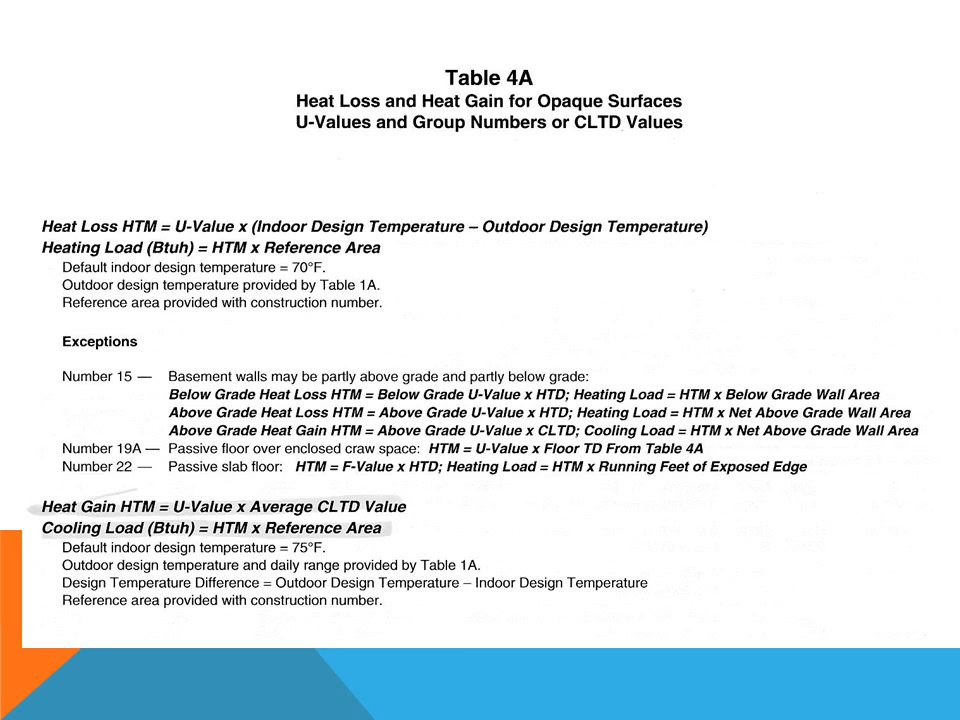 Table 4A
Heat Loss and Heat Gain for Opaque Surfaces
U-Values and Group Numbers or CLTD Values
Heat Loss HTM = U-Value x (Indoor Design Temperature – Outdoor Design Temperature)
Heating Load (Btuh) = HTM x Reference Area
Default indoor design temperature = 70°F.
Outdoor design temperature provided by Table 1A.
Reference area provided with construction number.
Exceptions
Number 15 — Basement walls may be partly above grade and partly below grade:
Below Grade Heat Loss HTM = Below Grade U-Value x HTD; Heating Load = HTM x Below Grade Wall Area
Above Grade Heat Loss HTM = Above Grade U-Value x HTD; Heating Load = HTM x Net Above Grade Wall Area
Above Grade Heat Gain HTM = Above Grade U-Value x CLTD; Cooling Load = HTM x Net Above Grade Wall Area
Number 19A — Passive floor over enclosed craw space: HTM = U-Value x Floor TD From Table 4A
Number 22 — Passive slab floor: HTM = F-Value x HTD; Heating Load = HTM x Running Feet of Exposed Edge
Heat Gain HTM = U-Value x Average CLTD Value
Cooling Load (Btuh) = HTM x Reference Area
Default indoor design temperature = 75°F.
Outdoor design temperature and daily range provided by Table 1A.
Design Temperature Difference = Outdoor Design Temperature – Indoor Design Temperature
Reference area provided with construction number.